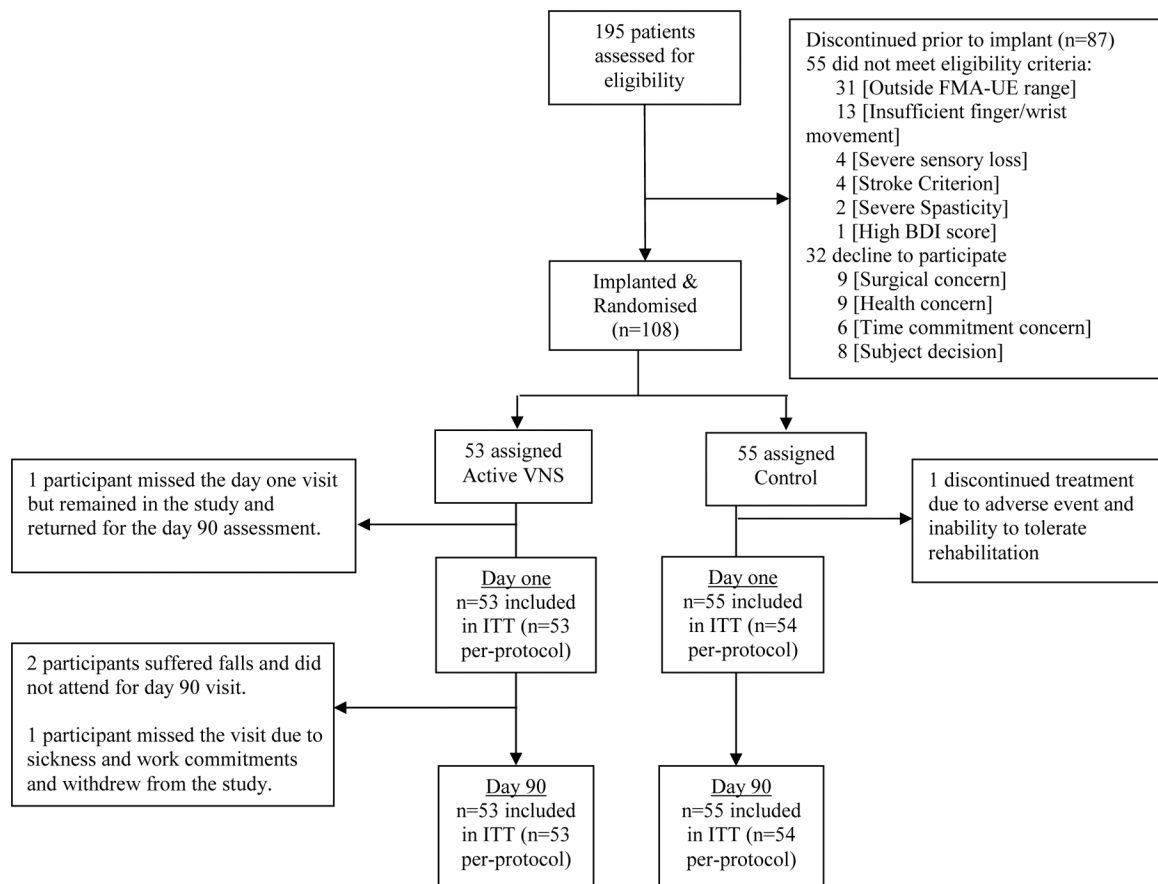 195 patients
assessed for
eligibility
Discontinued prior to implant (n=87)
55 did not meet eligibility criteria:
31 [Outside FMA-UE range]
13 [Insufficient finger/wrist
movement]
4 [Severe sensory loss]
4 [Stroke Criterion]
2 [Severe Spasticity]
1 [High BDI score]
32 decline to participate
9 [Surgical concern]
9 [Health concern]
6 [Time commitment concern]
8 [Subject decision]
Implanted &
Randomised
(n=108)
53 assigned
Active VNS
55 assigned
Control
1 participant missed the day one visit
but remained in the study and
returned for the day 90 assessment.
1 discontinued treatment
due to adverse event and
inability to tolerate
rehabilitation
Day one
n=53 included
in ITT (n=53
per-protocol)
Day one
n=55 included
in ITT (n=54
per-protocol)
2 participants suffered falls and did
not attend for day 90 visit.
1 participant missed the visit due to
sickness and work commitments
and withdrew from the study.
Day 90
n=53 included
in ITT (n=53
per-protocol)
Day 90
n=55 included
in ITT (n=54
per-protocol)